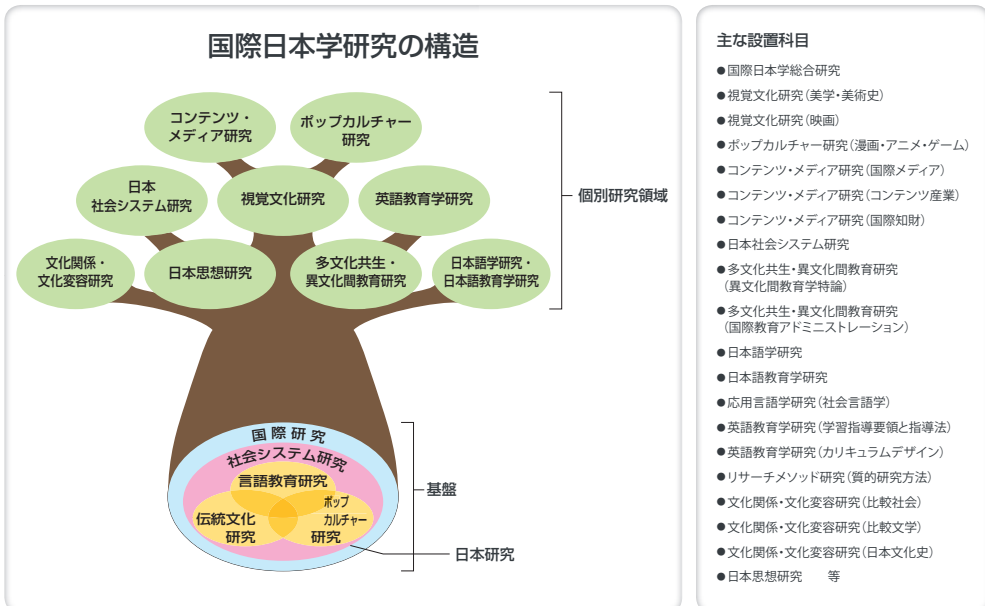 国際日本学研究の構造
コンテンツ・
メディア研究
ポップカルチャー
研究
日本
社会システム研究
視覚文化研究
英語教育学研究
文化関係・
文化変容研究
日本思想研究
多文化共生・
異文化間教育研究
日本語学研究・
日本語教育学研究
個別研究領域
国際研究
社会システム研究
言語教育研究
伝統文化
研究
ポップ
カルチャー
研究
基盤
日本研究
主な設置科目
●国際日本学総合研究
●視覚文化研究(美学・美術史)
●視覚文化研究(映画)
●ポップカルチャー研究(漫画・アニメ・ゲーム)
●コンテンツ・メディア研究(国際メディア)
●コンテンツ・メディア研究(コンテンツ産業)
●コンテンツ・メディア研究(国際知財)
●日本社会システム研究
●多文化共生・異文化間教育研究
(異文化間教育学特論)
●多文化共生・異文化間教育研究
(国際教育アドミニストレーション)
●日本語学研究
●日本語教育学研究
●応用言語学研究(社会言語学)
●英語教育学研究(学習指導要領と指導法)
●英語教育学研究(カリキュラムデザイン)
●リサーチメソッド研究(質的研究方法)
●文化関係・文化変容研究(比較社会)
●文化関係・文化変容研究(比較文学)
●文化関係・文化変容研究(日本文化史)
●日本思想研究　等